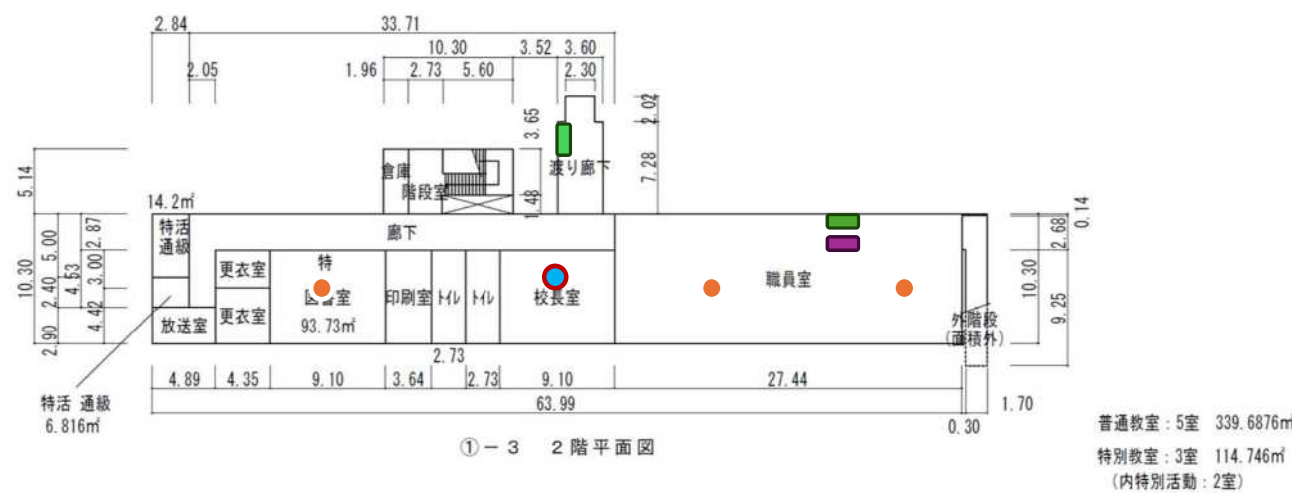 2.84 33.71
10.30 3.52 3.60
2.05 1.96 2.73 5.60 2.30
2.02
3.65
7.28
5.14
倉庫
階段室
渡り廊下
1.48
0.14
14.2㎡
特活
通級
廊下
2.87
5.00
2.68
10.30
4.53
3.00
2.40
4.42
2.90
更衣室
特
図書室
93.73㎡
印刷室
トイレ
トイレ
校長室
職員室
10.30
9.25
更衣室
放送室
外階段
(面積外)
2.73
4.89 4.35 9.10 3.64 2.73 9.10 27.44
63.99
1.70
0.30
特活 通級
6.816㎡
①-3 2階平面図
普通教室:5室 339.6876㎡
特別教室:3室 114.746㎡
(内特別活動:2室)